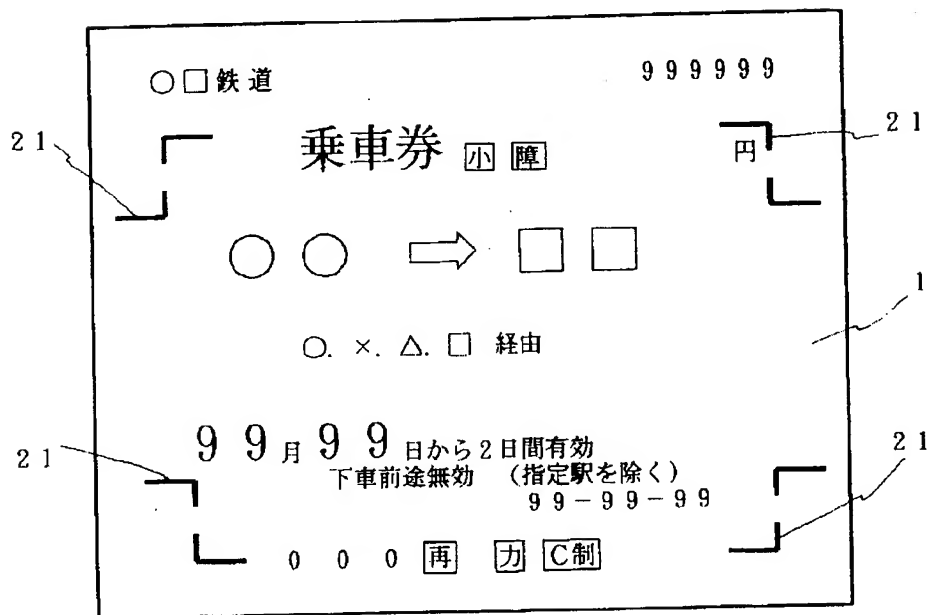 ○□鉄道 999999
21 乗車券 小 障 円 21
○○ ⇨ □□
1
○. ×. △. □ 経由
21 99月99日から2日間有効 21
下車前途無効 (指定駅を除く)
99-99-99
000 再 力 C制